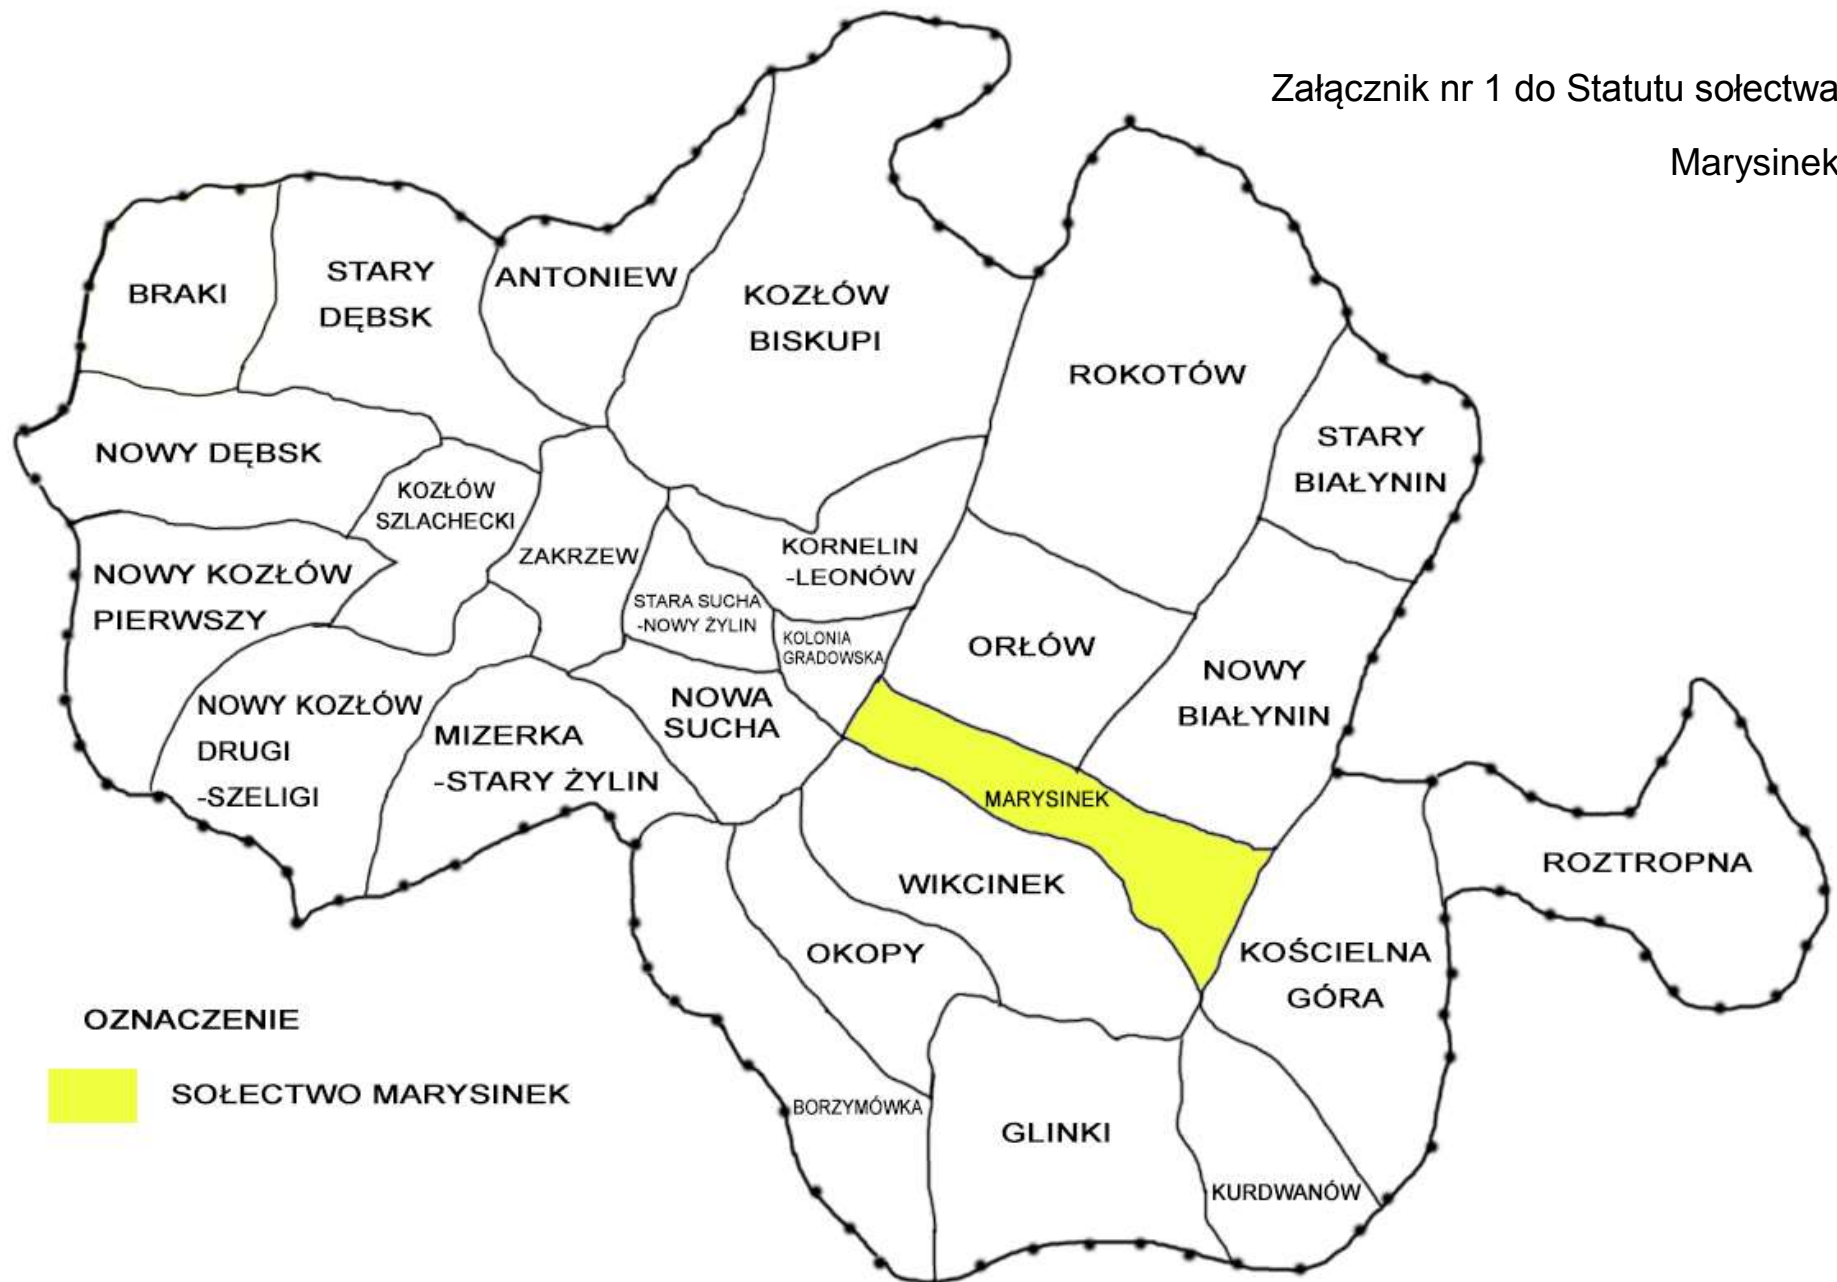 Załącznik nr 1 do Statutu sołectwa
Marysinek
BRAKI
STARY
DĘBSK
ANTONIEW
KOZŁÓW
BISKUPI
ROKOTÓW
STARY
BIAŁYNIN
NOWY DĘBSK
KOZŁÓW
SZLACHECKI
ZAKRZEW
KORNELIN
-LEONÓW
NOWY KOZŁÓW
PIERWSZY
STARA SUCHA
-NOWY ŻYLIN
KOLONIA
GRADOWSKA
ORŁÓW
NOWY
BIAŁYNIN
NOWY KOZŁÓW
DRUGI
-SZELIGI
MIZERKA
-STARY ŻYLIN
NOWA
SUCHA
MARYSINEK
WIKCINEK
ROZTROPNA
OKOPY
KOŚCIELNA
GÓRA
OZNACZENIE
SOŁECTWO MARYSINEK
BORZYMÓWKA
GLINKI
KURDWANÓW